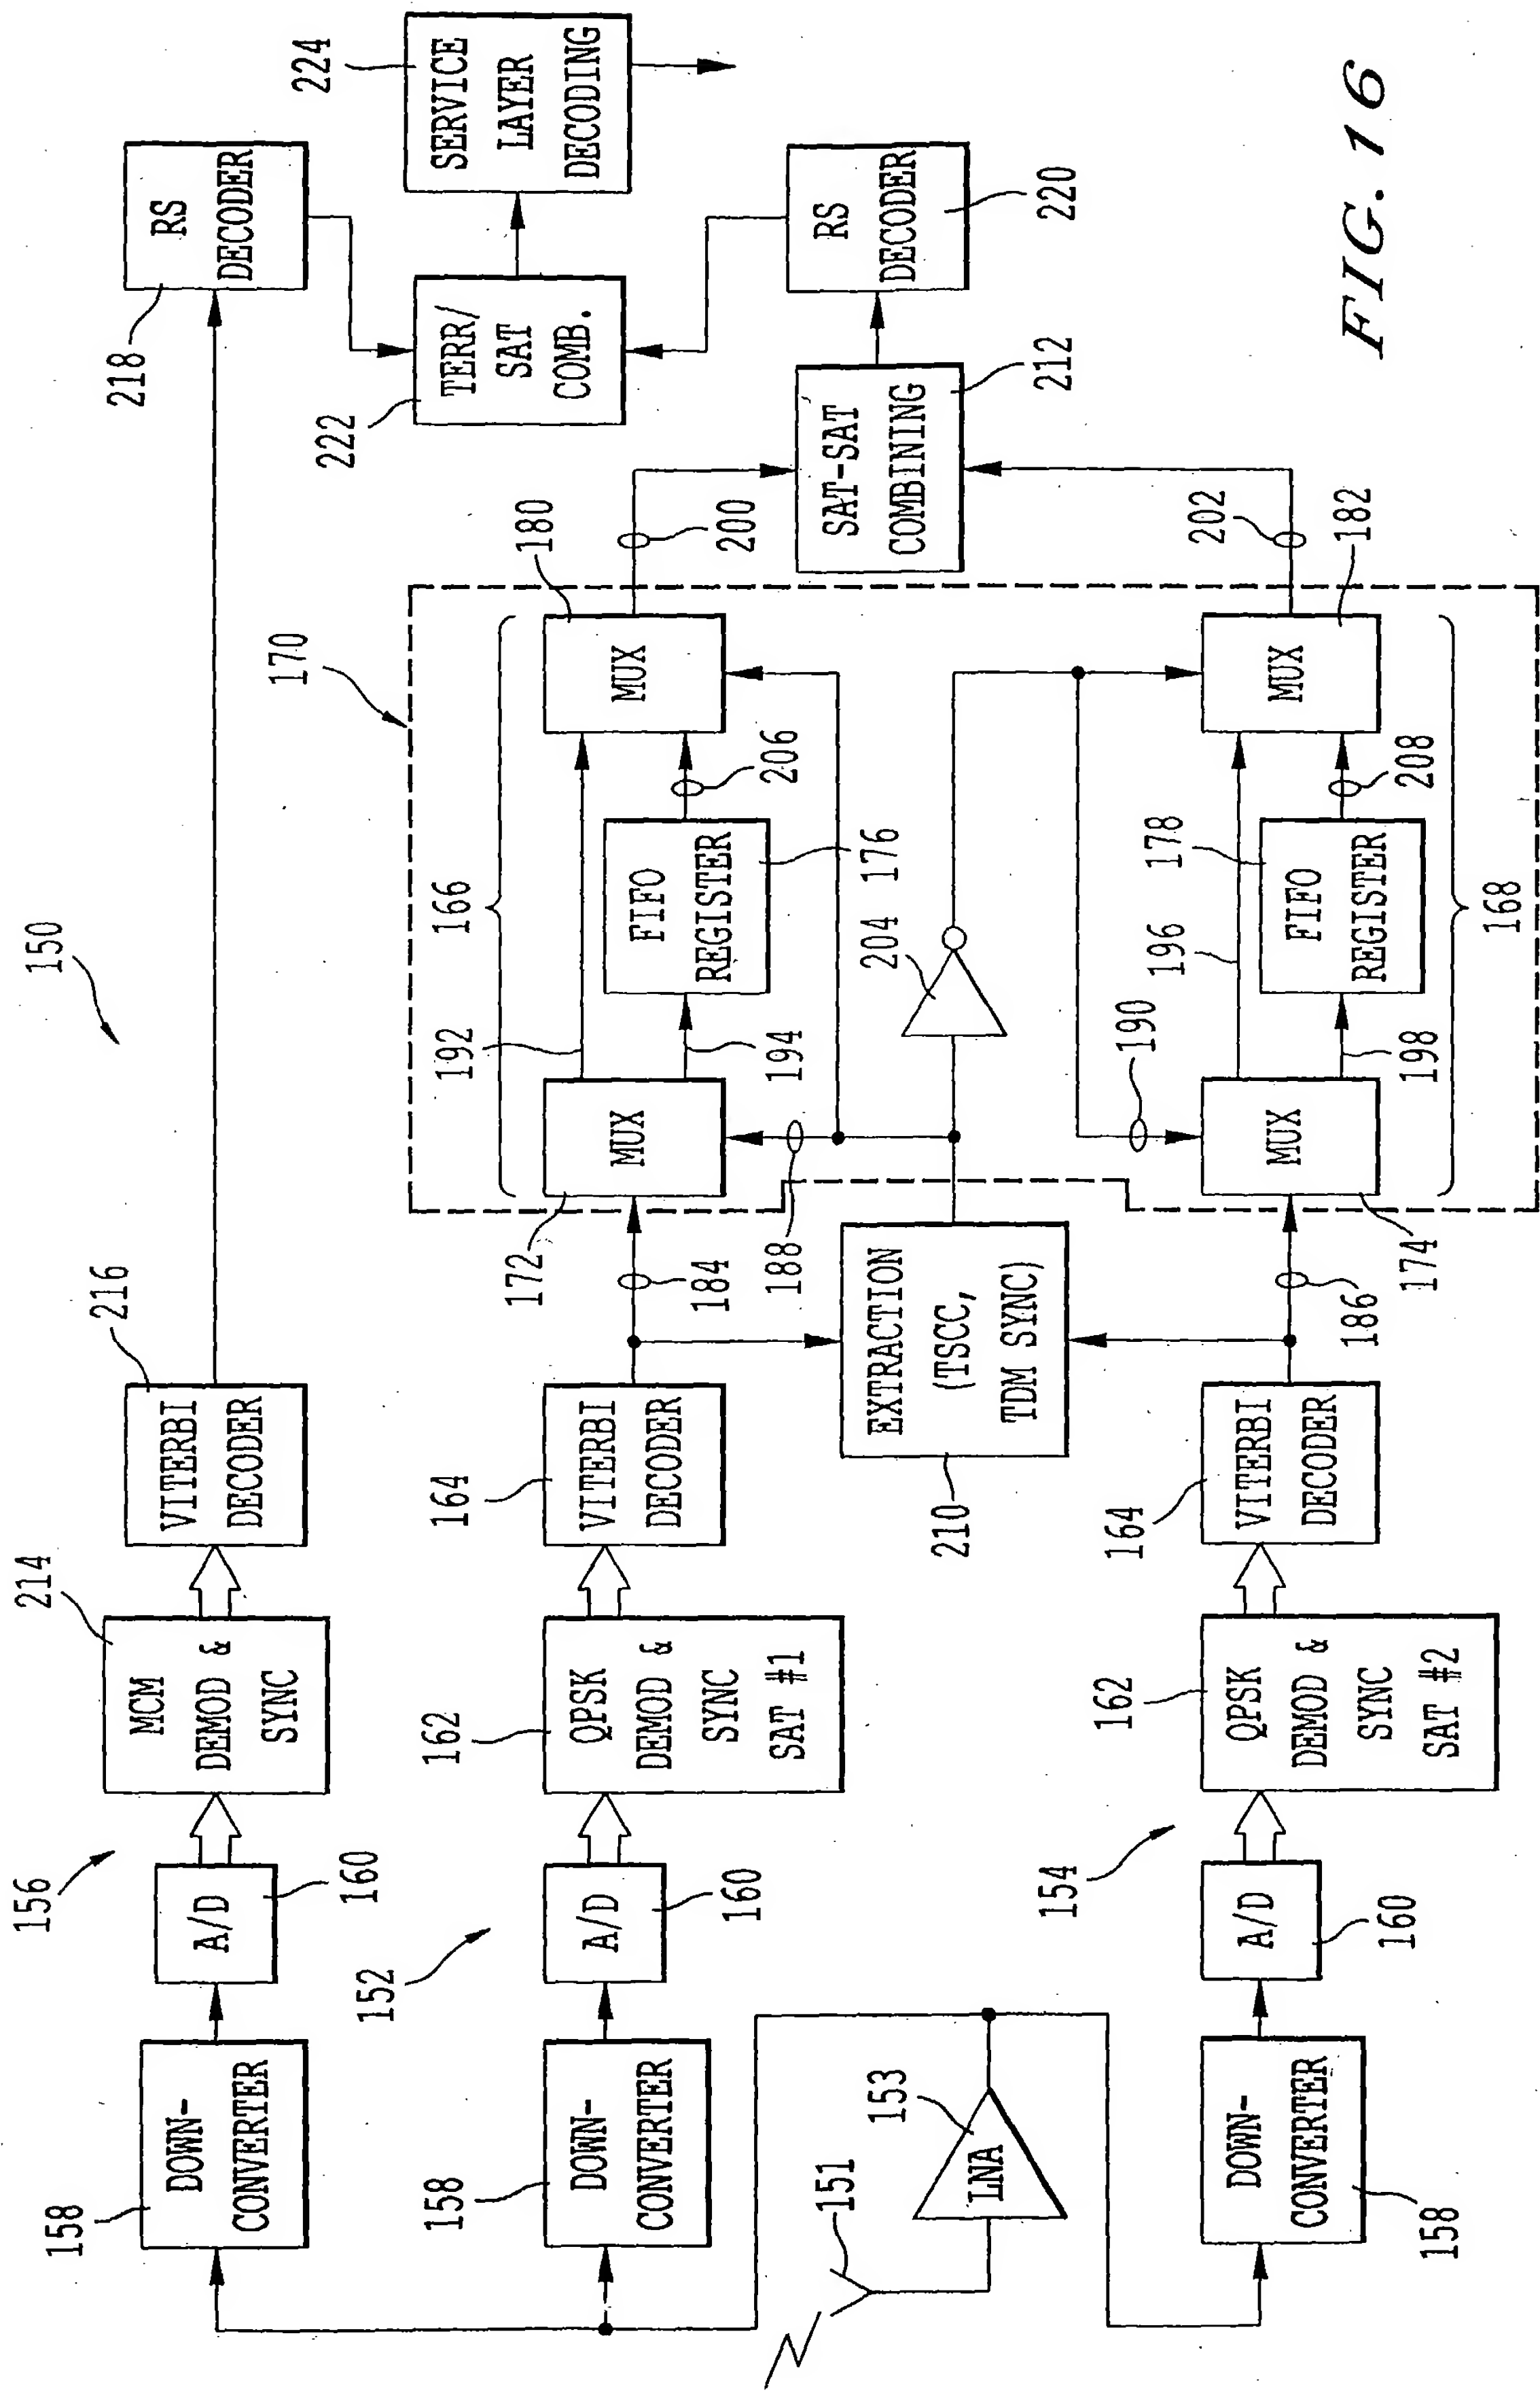 150
158
DOWN-
CONVERTER
156
A/D
160
214
MCM
DEMOD &
SYNC
216
VITERBI
DECODER
218
RS
DECODER
158
DOWN-
CONVERTER
152
A/D
160
162
QPSK
DEMOD &
SYNC
SAT #1
164
VITERBI
DECODER
184
172
MUX
166
192
194
FIFO
REGISTER
176
206
180
MUX
170
200
222
TERR/
SAT
COMB.
224
SERVICE
LAYER
DECODING
151
153
LNA
210
EXTRACTION
(TSCC,
TDM SYNC)
188
204
190
SAT-SAT
COMBINING
212
RS
DECODER
220
158
DOWN-
CONVERTER
154
A/D
160
162
QPSK
DEMOD &
SYNC
SAT #2
164
VITERBI
DECODER
186
174
MUX
196
198
178
FIFO
REGISTER
208
168
MUX
182
202
FIG. 16